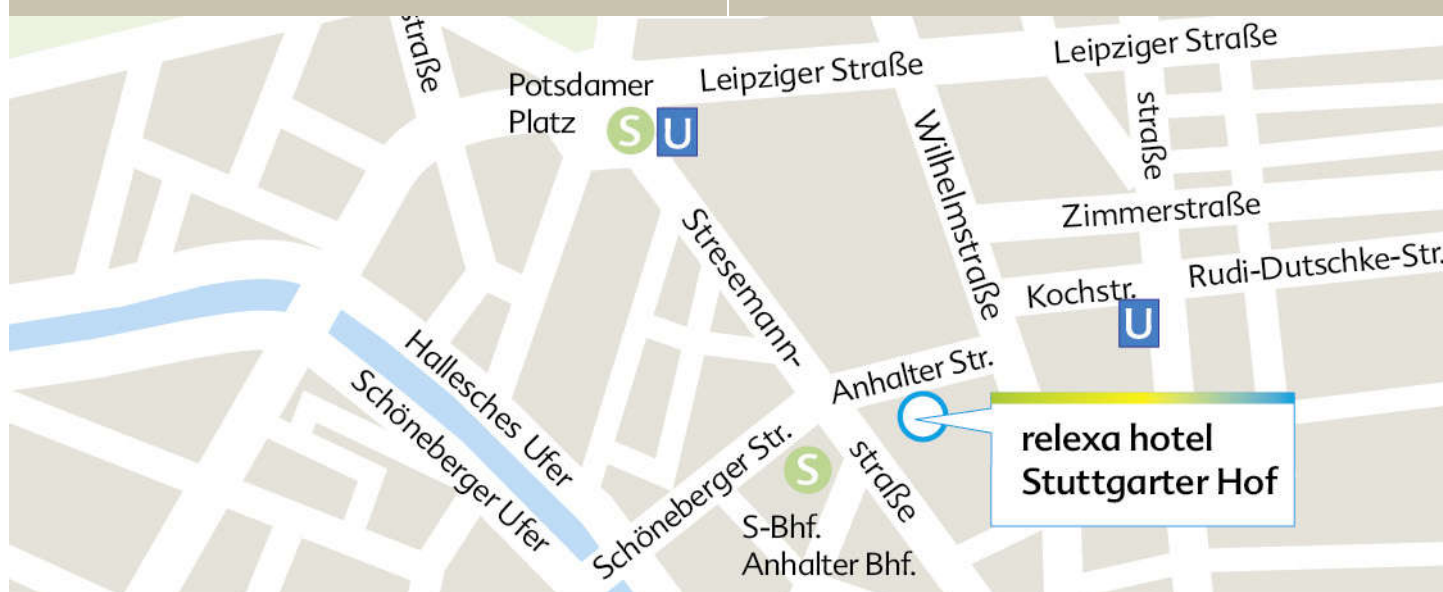 straße
Potsdamer
Platz
S U
Leipziger Straße
Leipziger Straße
straße
Wilhelmstraße
Zimmerstraße
Rudi-Dutschke-Str.
Kochstr.
U
Stresemann-
straße
Anhalter Str.
Hallesches Ufer
Schöneberger Ufer
Schöneberger Str.
S
S-Bhf.
Anhalter Bhf.
relexa hotel
Stuttgarter Hof